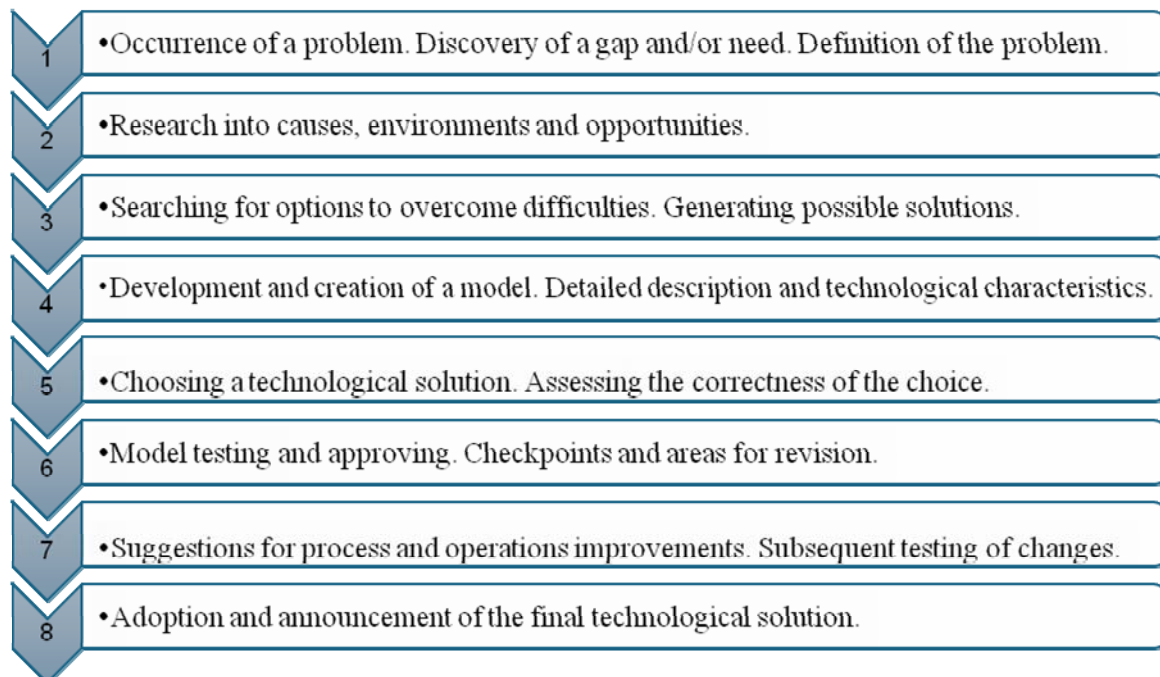 1
•Occurrence of a problem. Discovery of a gap and/or need. Definition of the problem.
2
•Research into causes, environments and opportunities.
3
•Searching for options to overcome difficulties. Generating possible solutions.
4
•Development and creation of a model. Detailed description and technological characteristics.
5
•Choosing a technological solution. Assessing the correctness of the choice.
6
•Model testing and approving. Checkpoints and areas for revision.
7
•Suggestions for process and operations improvements. Subsequent testing of changes.
8
•Adoption and announcement of the final technological solution.